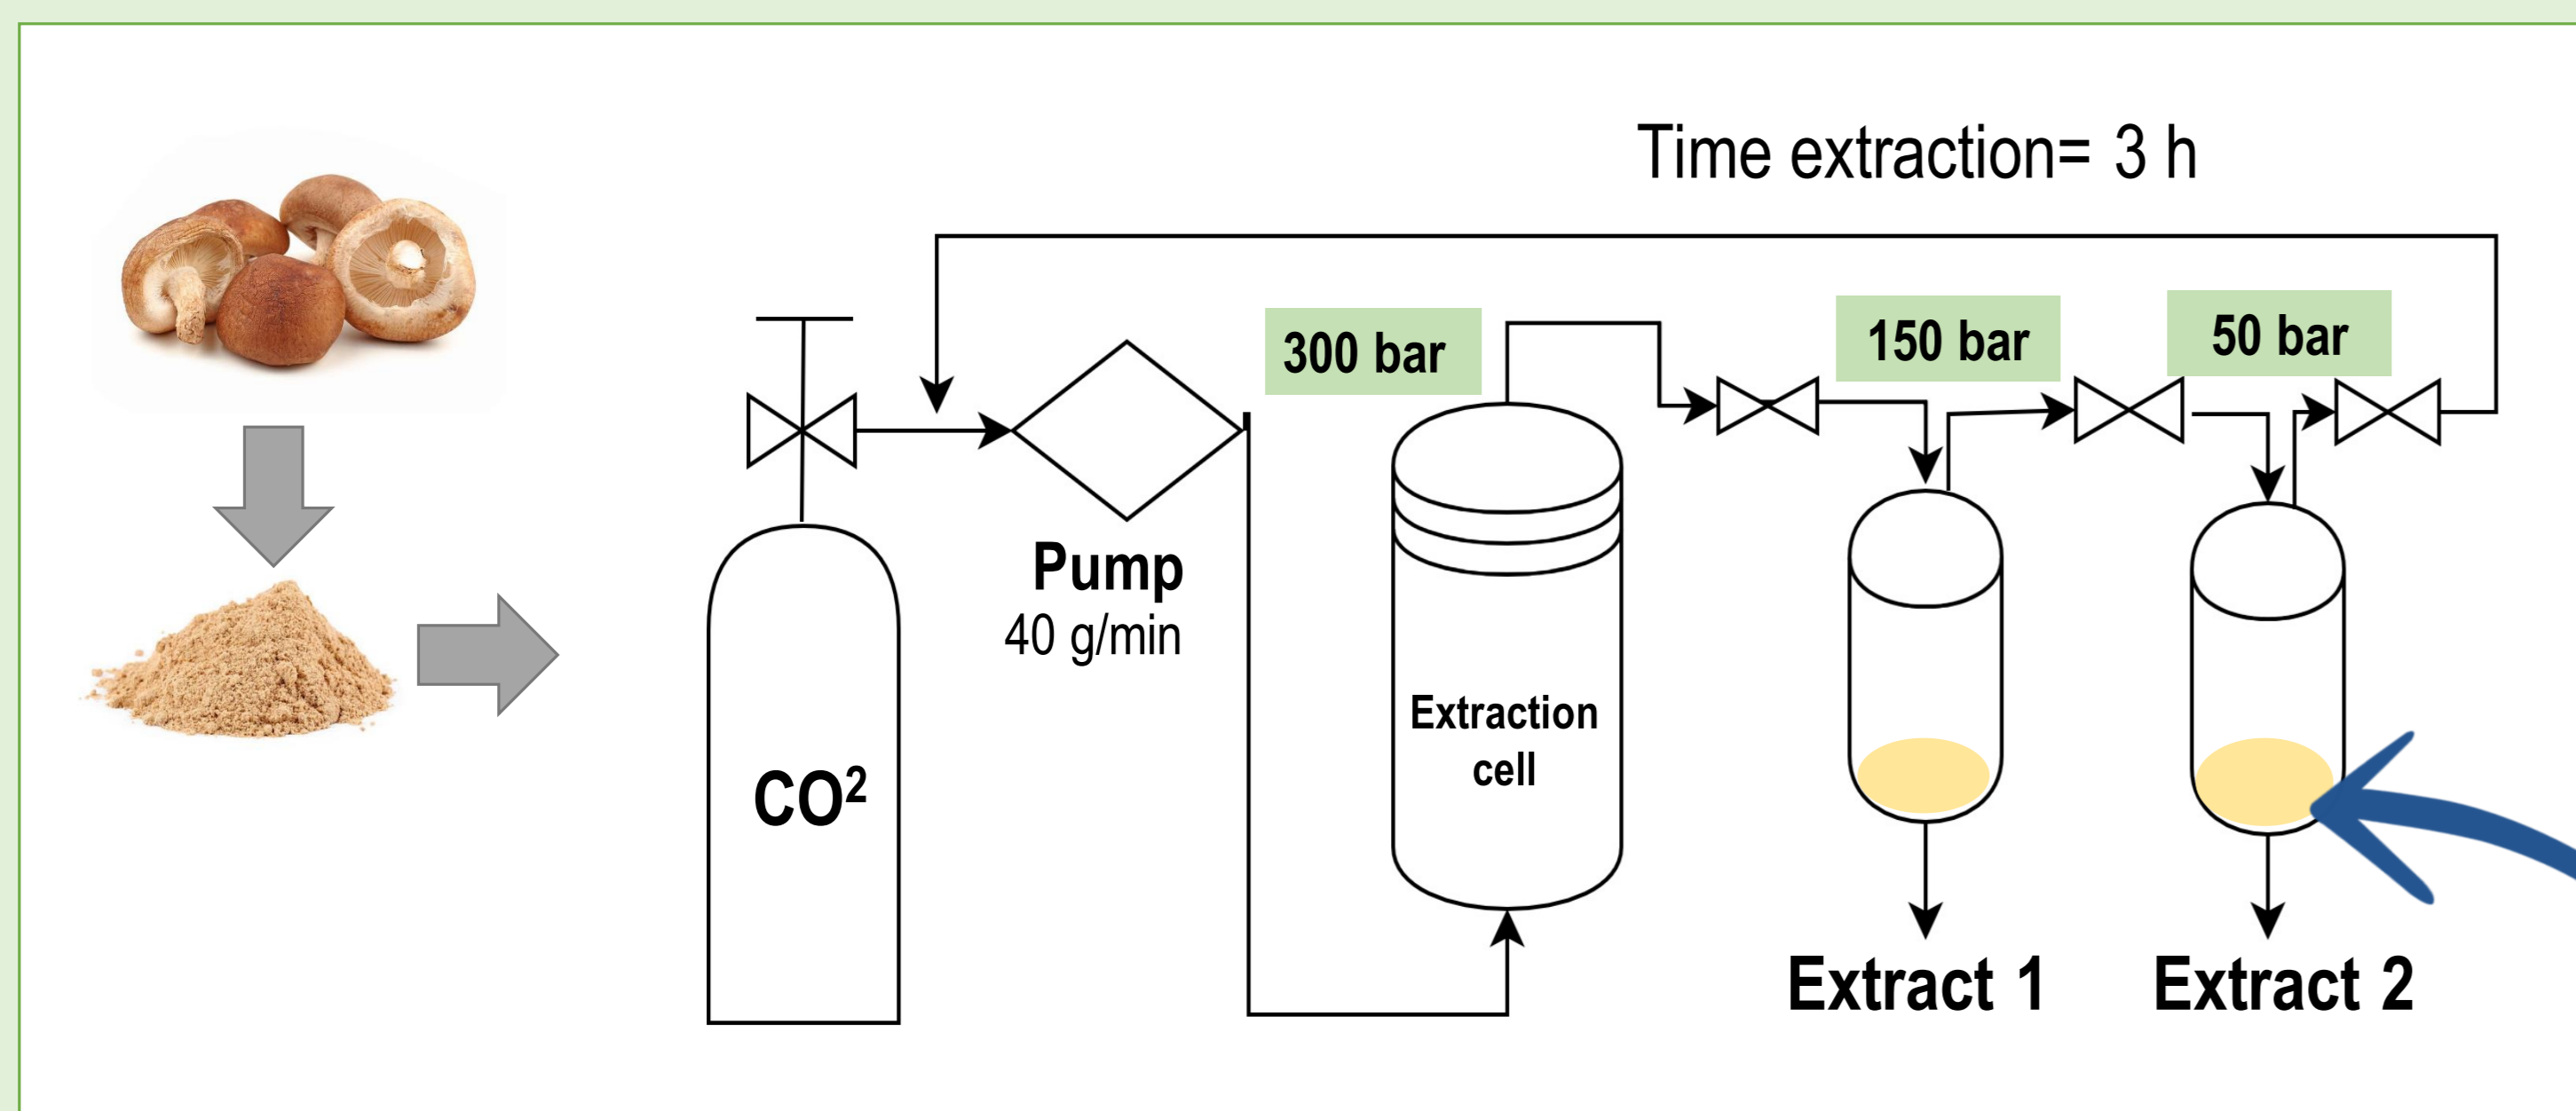 Time extraction= 3 h
300 bar
150 bar
50 bar
Pump
40 g/min
CO²
Extraction
cell
Extract 1
Extract 2